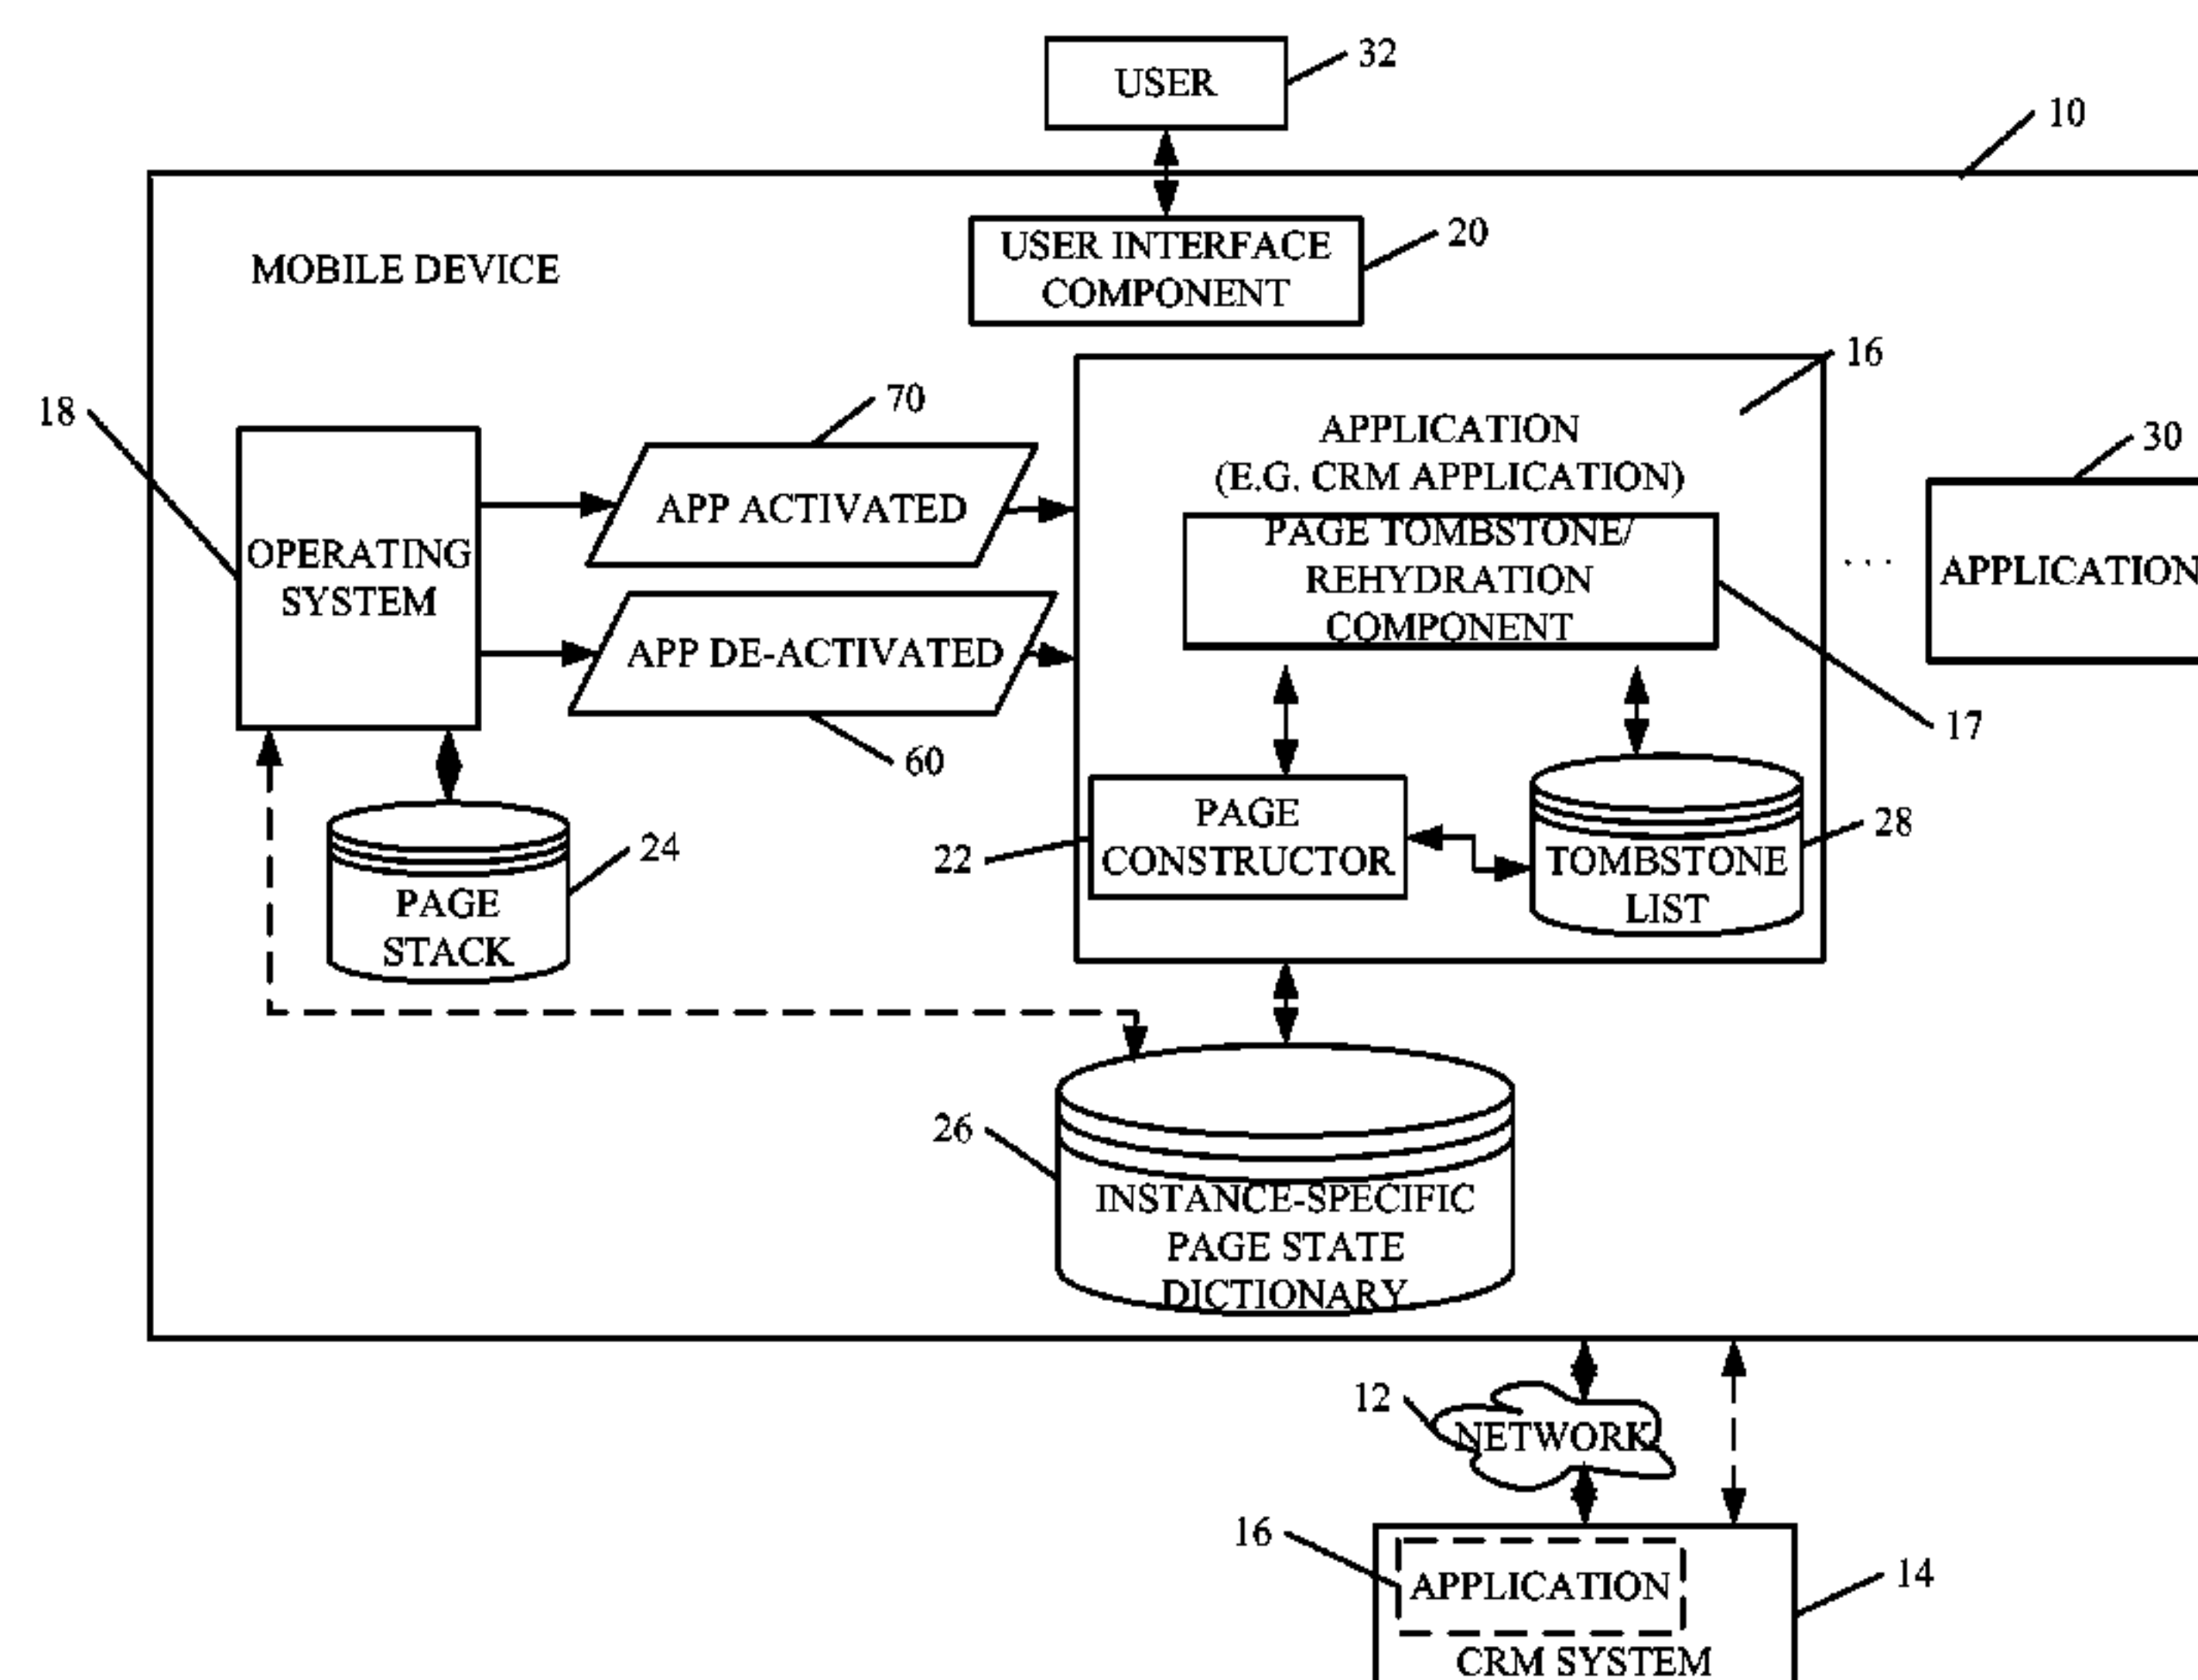 USER
32
10
MOBILE DEVICE
USER INTERFACE
COMPONENT
20
16
18
70
APPLICATION
(E.G. CRM APPLICATION)
30
OPERATING
SYSTEM
APP ACTIVATED
PAGE TOMBSTONE/
REHYDRATION
COMPONENT
. . .
APPLICATION
APP DE-ACTIVATED
17
60
PAGE
CONSTRUCTOR
22
TOMBSTONE
LIST
28
PAGE
STACK
24
26
INSTANCE-SPECIFIC
PAGE STATE
DICTIONARY
12
NETWORK
16
APPLICATION
14
CRM SYSTEM